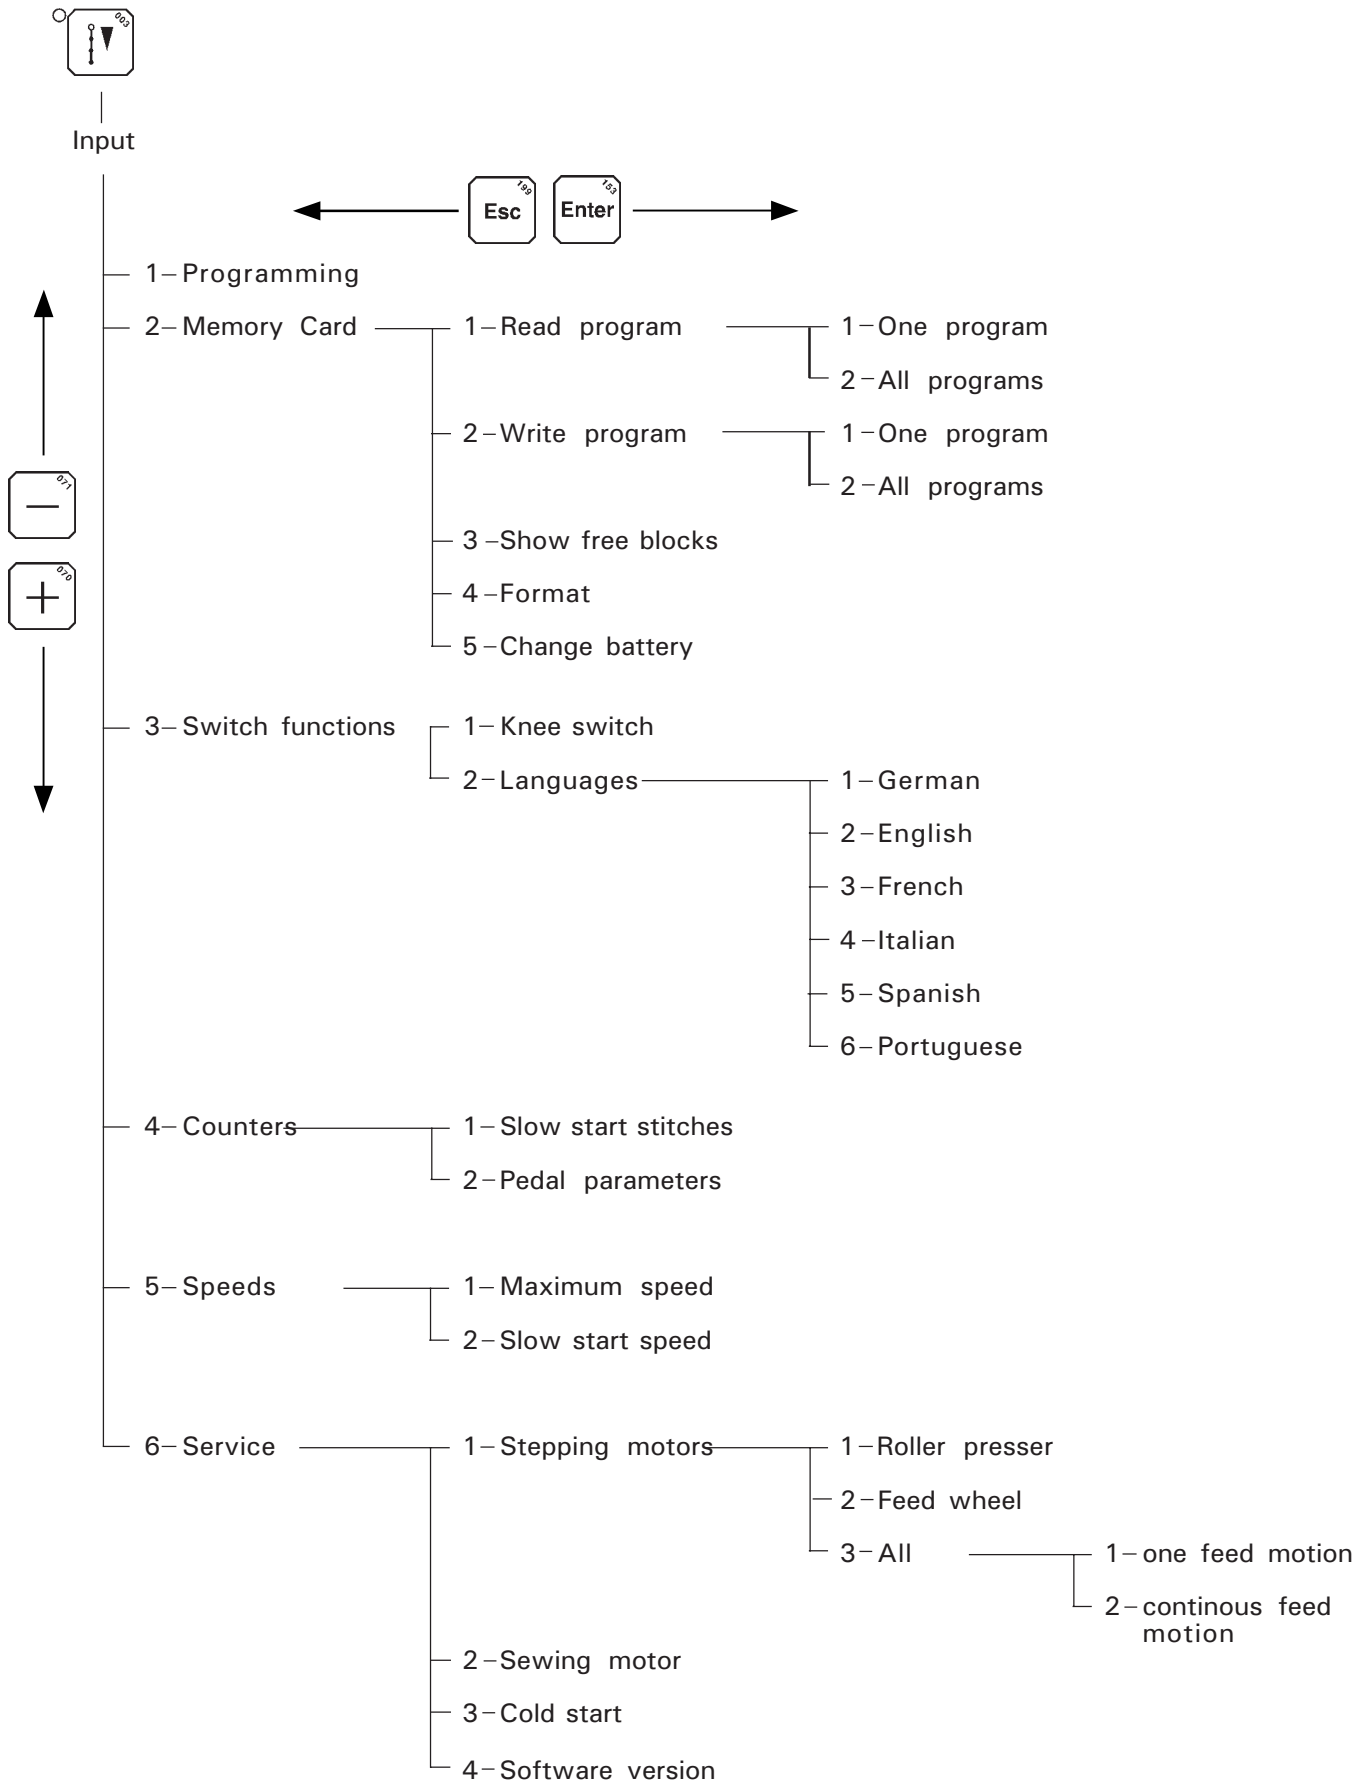 003
Input
199
Esc
153
Enter
1– Programming
2– Memory Card
1– Read program
1– One program
2– All programs
2– Write program
1– One program
2– All programs
071
–
070
+
3 –Show free blocks
4 –Format
5 –Change battery
3– Switch functions
1– Knee switch
2– Languages
1– German
2– English
3– French
4 –Italian
5– Spanish
6– Portuguese
4– Counters
1– Slow start stitches
2– Pedal parameters
5– Speeds
1– Maximum speed
2– Slow start speed
6– Service
1– Stepping motors
1– Roller presser
2– Feed wheel
3– All
1– one feed motion
2– continous feed
motion
2 –Sewing motor
3– Cold start
4– Software version